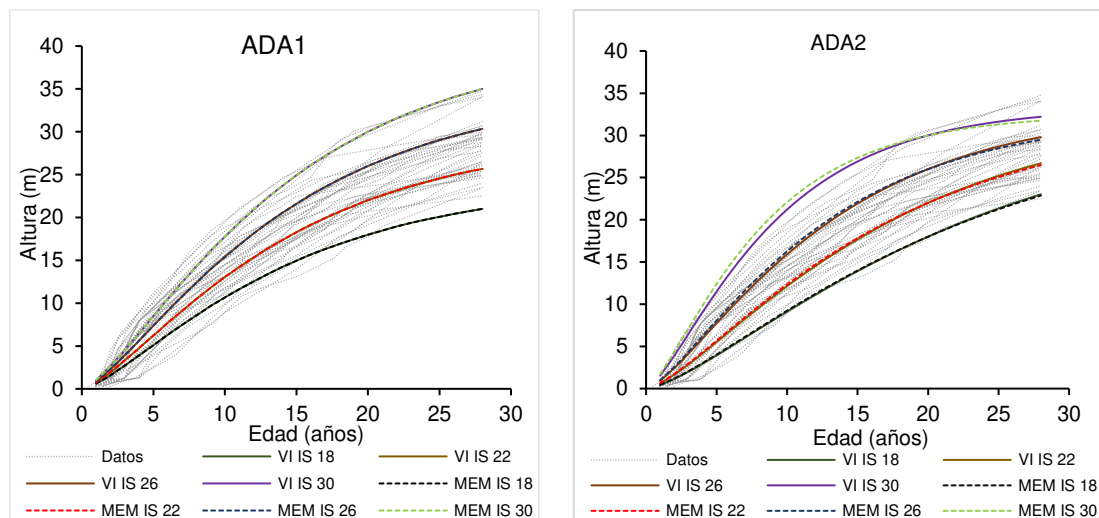 ADA1
40
35
30
25
20
15
10
5
0
Altura (m)
0 5 10 15 20 25 30
Edad (años)
Datos VI IS 18 VI IS 22
VI IS 26 VI IS 30 MEM IS 18
MEM IS 22 MEM IS 26 MEM IS 30
ADA2
40
35
30
25
20
15
10
5
0
Altura (m)
0 5 10 15 20 25 30
Edad (años)
Datos VI IS 18 VI IS 22
VI IS 26 VI IS 30 MEM IS 18
MEM IS 22 MEM IS 26 MEM IS 30